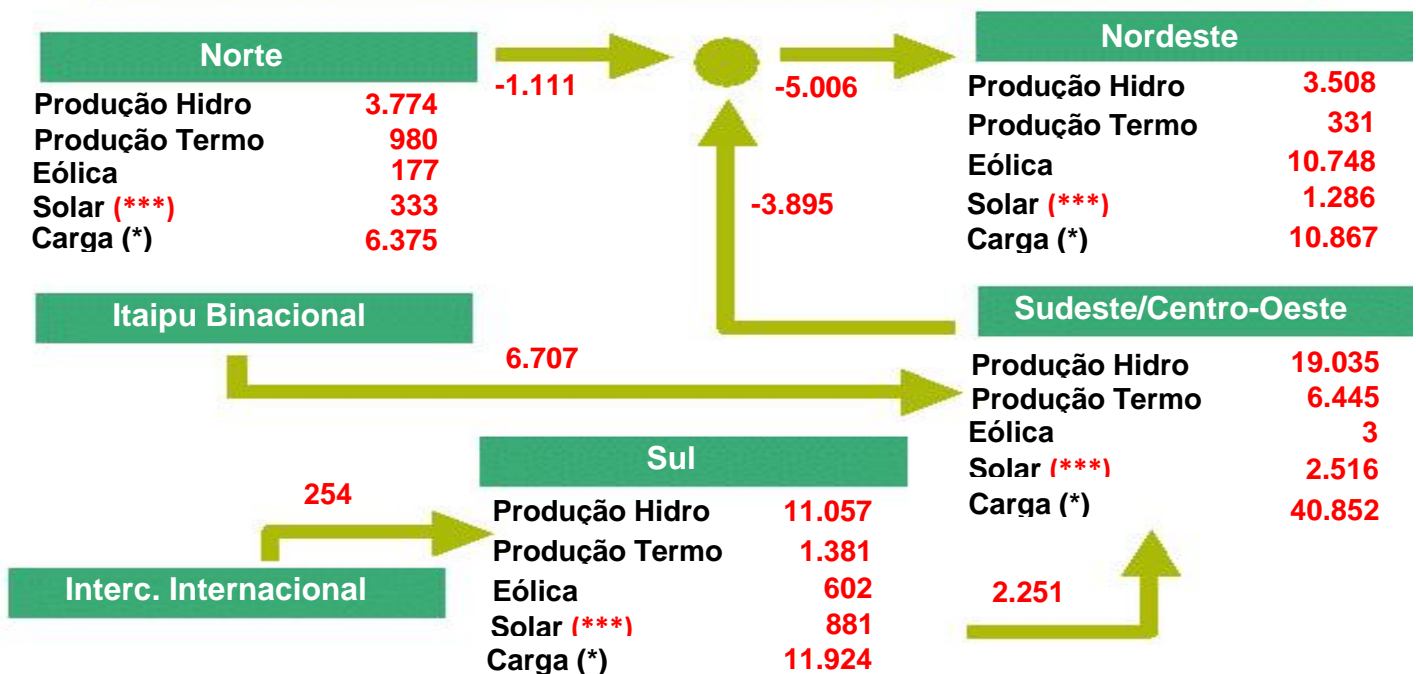 Norte
Produção Hidro 3.774
Produção Termo 980
Eólica 177
Solar (***) 333
Carga (*) 6.375
-1.111
-5.006
Nordeste
Produção Hidro 3.508
Produção Termo 331
Eólica 10.748
Solar (***) 1.286
Carga (*) 10.867
-3.895
Itaipu Binacional
6.707
Sudeste/Centro-Oeste
Produção Hidro 19.035
Produção Termo 6.445
Eólica 3
Solar (***) 2.516
Carga (*) 40.852
Sul
Produção Hidro 11.057
Produção Termo 1.381
Eólica 602
Solar (***) 881
Carga (*) 11.924
254
Interc. Internacional
2.251